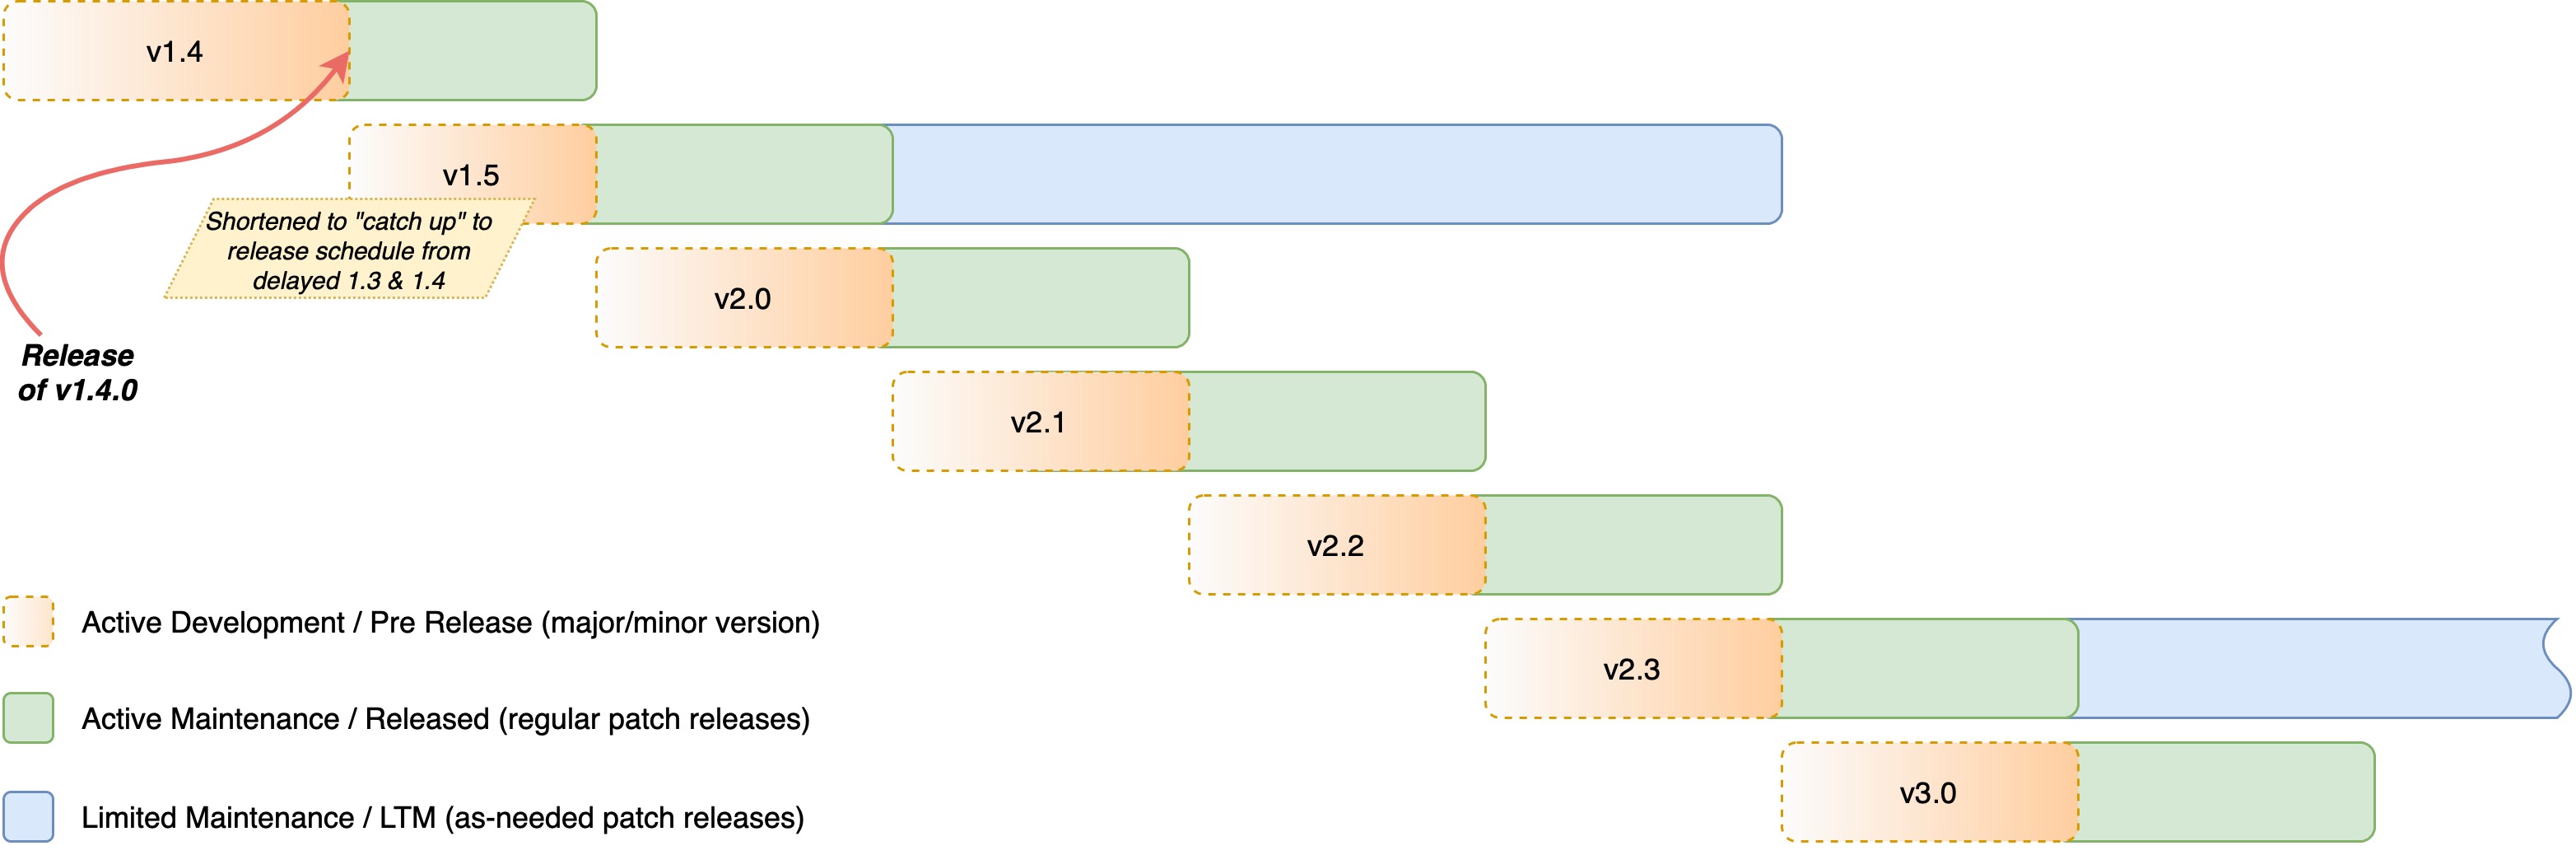 v1.4
v1.5
Shortened to "catch up" to
release schedule from
delayed 1.3 & 1.4
v2.0
Release
of v1.4.0
v2.1
v2.2
Active Development / Pre Release (major/minor version)
v2.3
Active Maintenance / Released (regular patch releases)
v3.0
Limited Maintenance / LTM (as-needed patch releases)